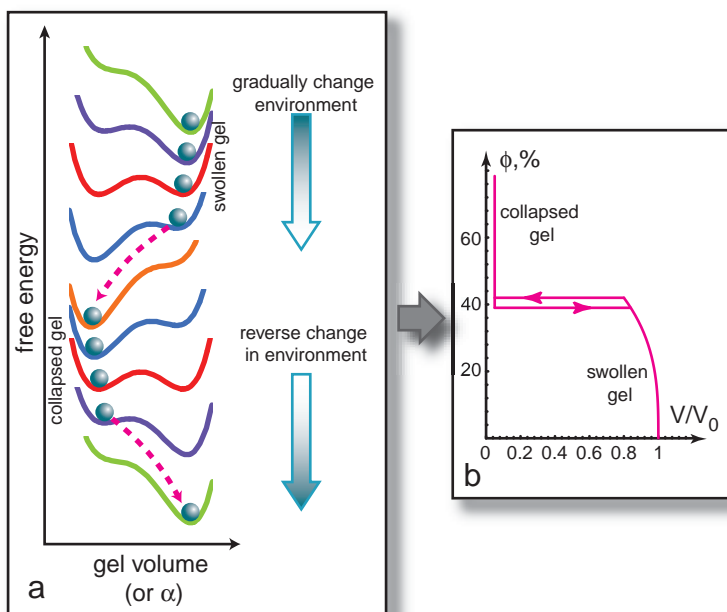 free energy
swollen gel
collapsed gel
gradually change
environment
reverse change
in environment
gel volume
(or α)
a
ϕ,%
collapsed
gel
60
40
20
swollen
gel
V/V₀
0 0.2 0.4 0.6 0.8 1
b